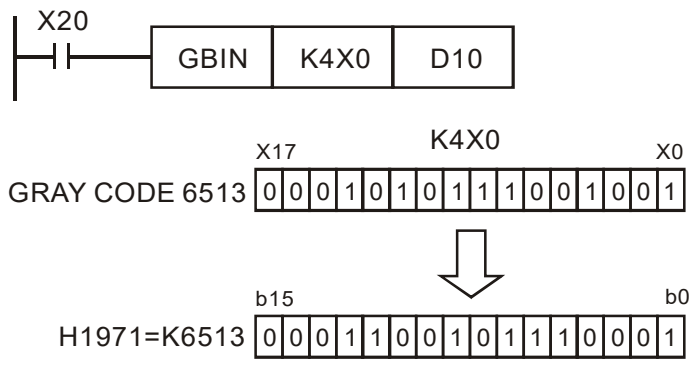 X20
GBIN K4X0 D10
K4X0
X17 X0
GRAY CODE 6513 0 0 0 1 0 1 0 1 1 1 0 0 1 0 0 1
b15 b0
H1971=K6513 0 0 0 1 1 0 0 1 0 1 1 1 0 0 0 1